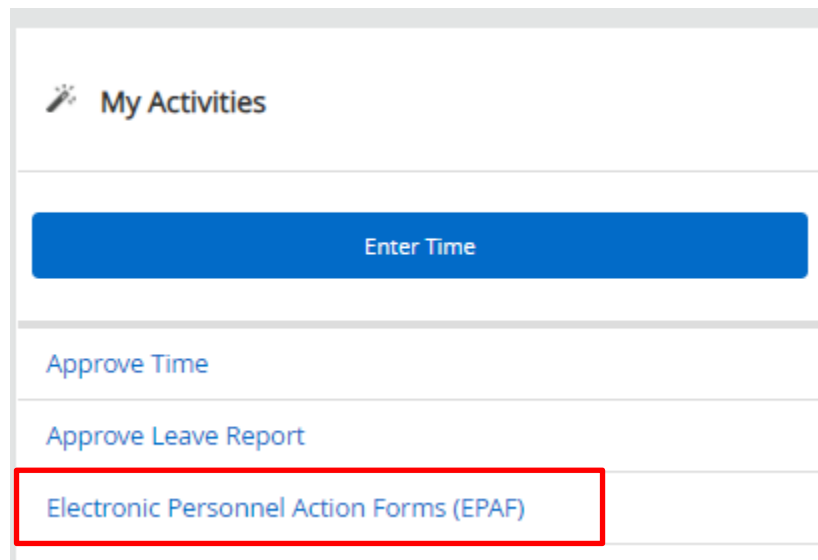 My Activities
Enter Time
Approve Time
Approve Leave Report
Electronic Personnel Action Forms (EPAF)